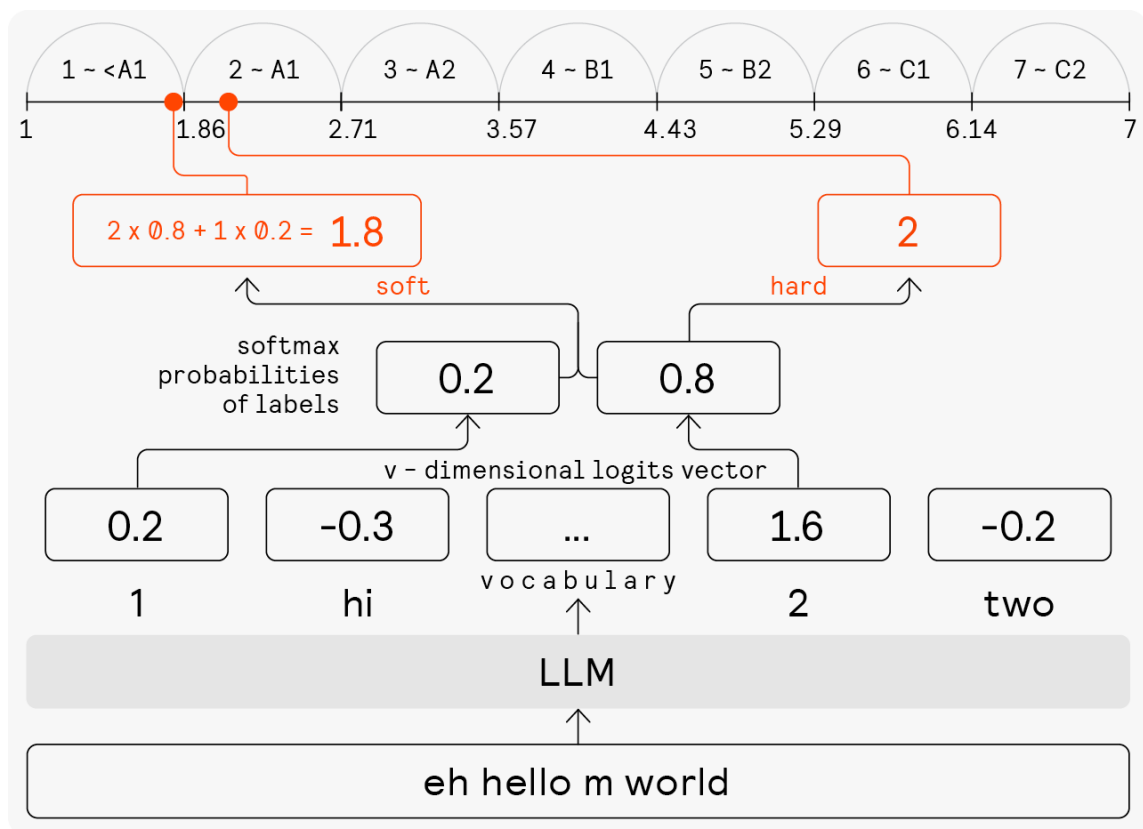 1 ~ <A1 2 ~ A1 3 ~ A2 4 ~ B1 5 ~ B2 6 ~ C1 7 ~ C2
1 1.86 2.71 3.57 4.43 5.29 6.14 7
2 x 0.8 + 1 x 0.2 = 1.8 2
soft hard
softmax
probabilities
of labels
0.2 0.8
v - dimensional logits vector
0.2 -0.3 ... 1.6 -0.2
vocabulary
1 hi 2 two
LLM
eh hello m world